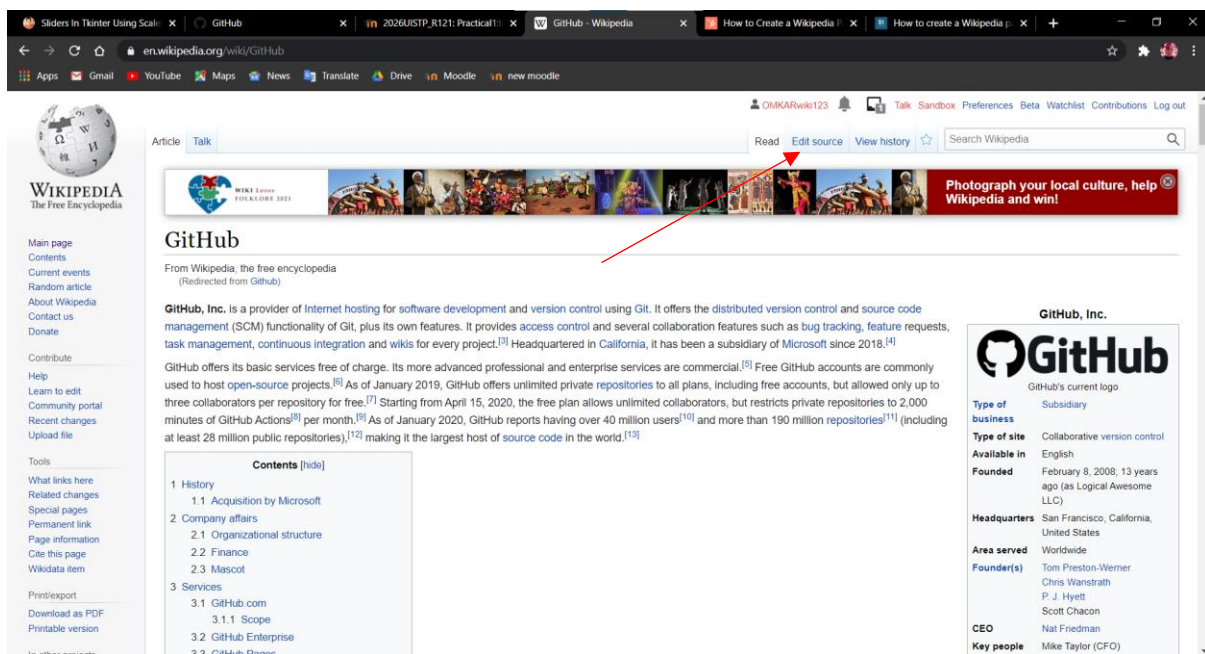 Sliders In Tkinter Using Scale
GitHub
2026UISTP_R121: Practical1:
GitHub - Wikipedia
How to Create a Wikipedia P
How to create a Wikipedia p
en.wikipedia.org/wiki/GitHub
Apps Gmail YouTube Maps News Translate Drive Moodle new moodle
OMKARwiki123 1 Talk Sandbox Preferences Beta Watchlist Contributions Log out
Article Talk Read Edit source View history Search Wikipedia
WIKIPEDIA
The Free Encyclopedia
WIKI Loves
FOLKLORE 2021
Photograph your local culture, help
Wikipedia and win!
Main page
Contents
Current events
Random article
About Wikipedia
Contact us
Donate
Contribute
Help
Learn to edit
Community portal
Recent changes
Upload file
Tools
What links here
Related changes
Special pages
Permanent link
Page information
Cite this page
Wikidata item
Print/export
Download as PDF
Printable version
In other projects
GitHub
From Wikipedia, the free encyclopedia
(Redirected from Github)
GitHub, Inc. is a provider of Internet hosting for software development and version control using Git. It offers the distributed version control and source code
management (SCM) functionality of Git, plus its own features. It provides access control and several collaboration features such as bug tracking, feature requests,
task management, continuous integration and wikis for every project.[3] Headquartered in California, it has been a subsidiary of Microsoft since 2018.[4]
GitHub offers its basic services free of charge. Its more advanced professional and enterprise services are commercial.[5] Free GitHub accounts are commonly
used to host open-source projects.[6] As of January 2019, GitHub offers unlimited private repositories to all plans, including free accounts, but allowed only up to
three collaborators per repository for free.[7] Starting from April 15, 2020, the free plan allows unlimited collaborators, but restricts private repositories to 2,000
minutes of GitHub Actions[8] per month.[9] As of January 2020, GitHub reports having over 40 million users[10] and more than 190 million repositories[11] (including
at least 28 million public repositories),[12] making it the largest host of source code in the world.[13]
Contents [hide]
1 History
1.1 Acquisition by Microsoft
2 Company affairs
2.1 Organizational structure
2.2 Finance
2.3 Mascot
3 Services
3.1 GitHub.com
3.1.1 Scope
3.2 GitHub Enterprise
3.3 GitHub Pages
GitHub, Inc.
GitHub
GitHub's current logo
Type of Subsidiary
business
Type of site Collaborative version control
Available in English
Founded February 8, 2008; 13 years
ago (as Logical Awesome
LLC)
Headquarters San Francisco, California,
United States
Area served Worldwide
Founder(s) Tom Preston-Werner
Chris Wanstrath
P. J. Hyett
Scott Chacon
CEO Nat Friedman
Key people Mike Taylor (CFO)